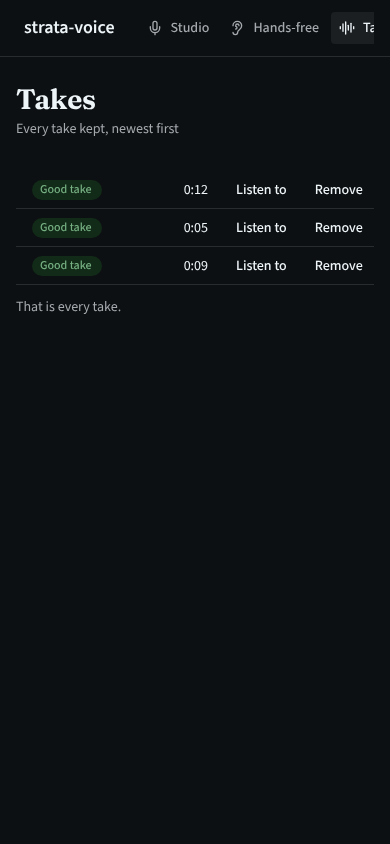 strata-voice Studio Hands-free Ta
Takes
Every take kept, newest first
Good take 0:12 Listen to Remove
Good take 0:05 Listen to Remove
Good take 0:09 Listen to Remove
That is every take.